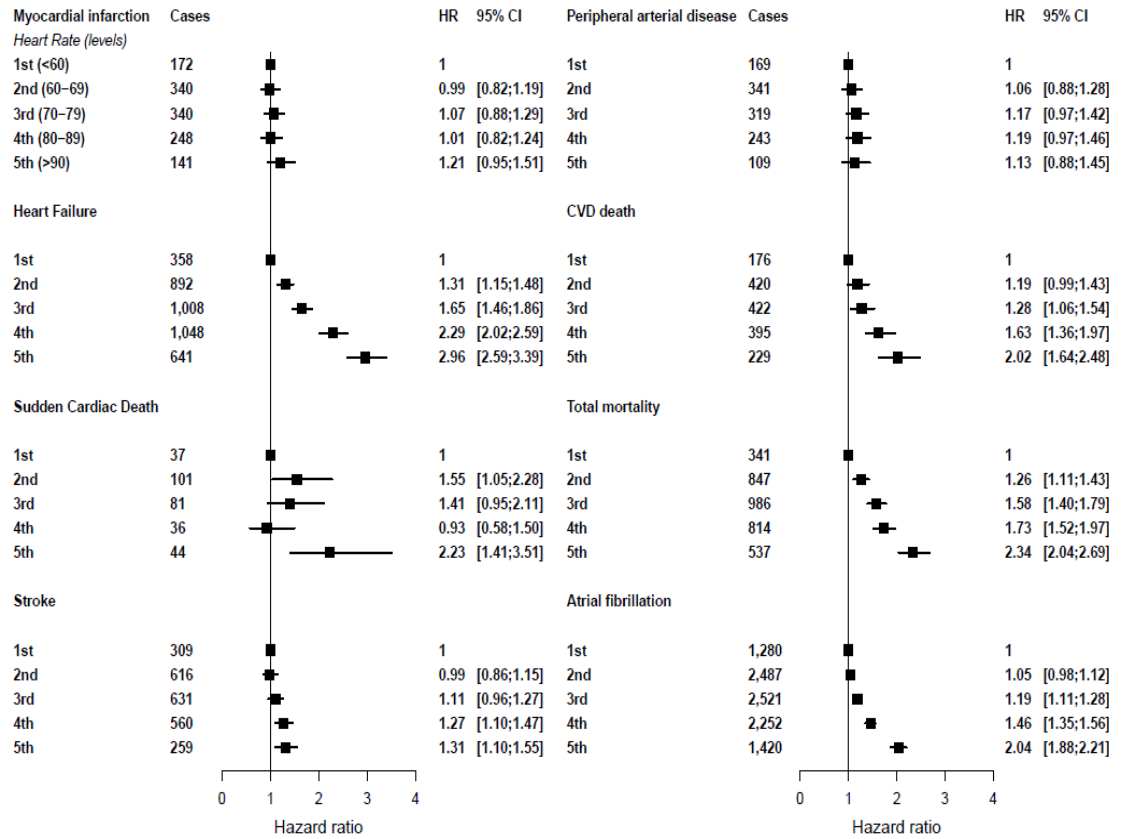 Myocardial infarction Cases HR 95% CI
Heart Rate (levels)
1st (<60) 172 1
2nd (60−69) 340 0.99 [0.82;1.19]
3rd (70−79) 340 1.07 [0.88;1.29]
4th (80−89) 248 1.01 [0.82;1.24]
5th (>90) 141 1.21 [0.95;1.51]
Heart Failure
1st 358 1
2nd 892 1.31 [1.15;1.48]
3rd 1,008 1.65 [1.46;1.86]
4th 1,048 2.29 [2.02;2.59]
5th 641 2.96 [2.59;3.39]
Sudden Cardiac Death
1st 37 1
2nd 101 1.55 [1.05;2.28]
3rd 81 1.41 [0.95;2.11]
4th 36 0.93 [0.58;1.50]
5th 44 2.23 [1.41;3.51]
Stroke
1st 309 1
2nd 616 0.99 [0.86;1.15]
3rd 631 1.11 [0.96;1.27]
4th 560 1.27 [1.10;1.47]
5th 259 1.31 [1.10;1.55]
0 1 2 3 4
Hazard ratio
Peripheral arterial disease Cases HR 95% CI
1st 169 1
2nd 341 1.06 [0.88;1.28]
3rd 319 1.17 [0.97;1.42]
4th 243 1.19 [0.97;1.46]
5th 109 1.13 [0.88;1.45]
CVD death
1st 176 1
2nd 420 1.19 [0.99;1.43]
3rd 422 1.28 [1.06;1.54]
4th 395 1.63 [1.36;1.97]
5th 229 2.02 [1.64;2.48]
Total mortality
1st 341 1
2nd 847 1.26 [1.11;1.43]
3rd 986 1.58 [1.40;1.79]
4th 814 1.73 [1.52;1.97]
5th 537 2.34 [2.04;2.69]
Atrial fibrillation
1st 1,280 1
2nd 2,487 1.05 [0.98;1.12]
3rd 2,521 1.19 [1.11;1.28]
4th 2,252 1.46 [1.35;1.56]
5th 1,420 2.04 [1.88;2.21]
0 1 2 3 4
Hazard ratio